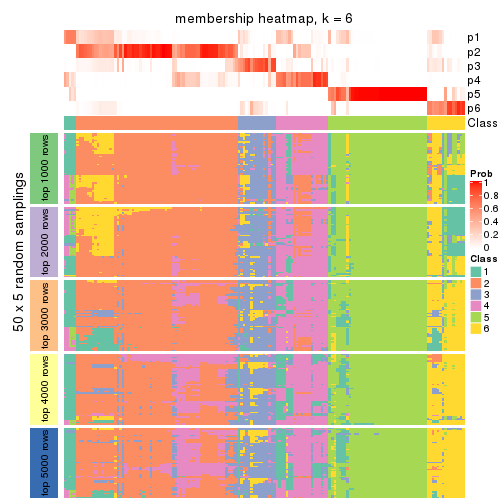 membership heatmap, k = 6
p1
p2
p3
p4
p5
p6
Class
50 x 5 random samplings
top 1000 rows
top 2000 rows
top 3000 rows
top 4000 rows
top 5000 rows
Prob
1
0.8
0.6
0.4
0.2
0
Class
1
2
3
4
5
6